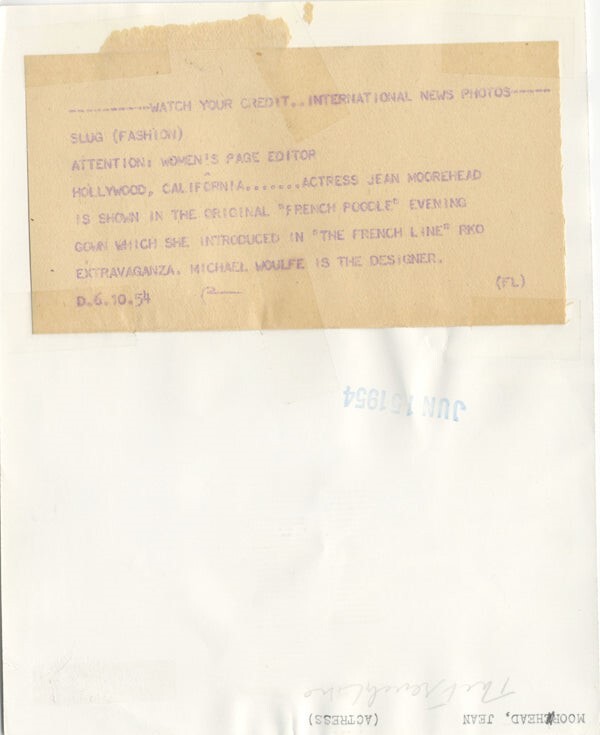 ----------WATCH YOUR CREDIT..INTERNATIONAL NEWS PHOTOS-----
SLUG (FASHION)
ATTENTION: WOMEN'S PAGE EDITOR
HOLLYWOOD, CALIFORNIA.......ACTRESS JEAN MOOREHEAD
IS SHOWN IN THE ORIGINAL "FRENCH POODLE" EVENING
GOWN WHICH SHE INTRODUCED IN "THE FRENCH LINE" RKO
EXTRAVAGANZA. MICHAEL WOULFE IS THE DESIGNER.
D.6.10.54 (FL)
JUN 15 1954
The French Line
MOOREHEAD, JEAN (ACTRESS)